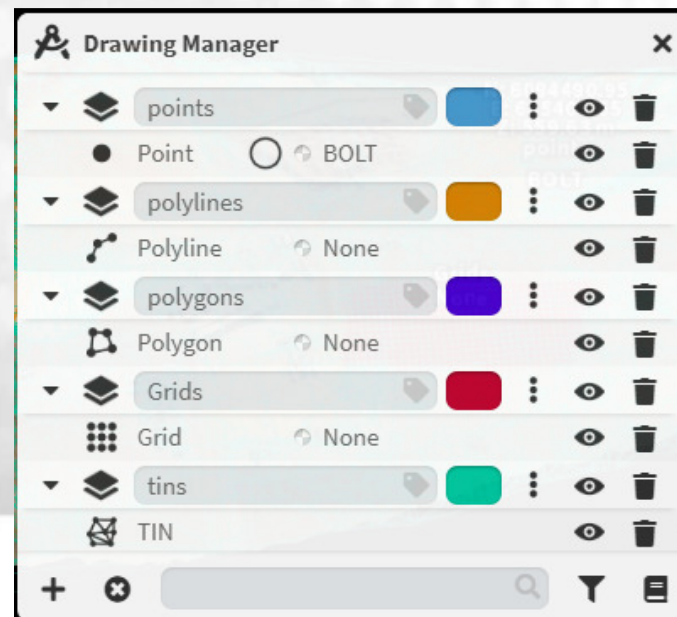 Drawing Manager
points
Point BOLT
polylines
Polyline None
polygons
Polygon None
Grids
Grid None
tins
TIN